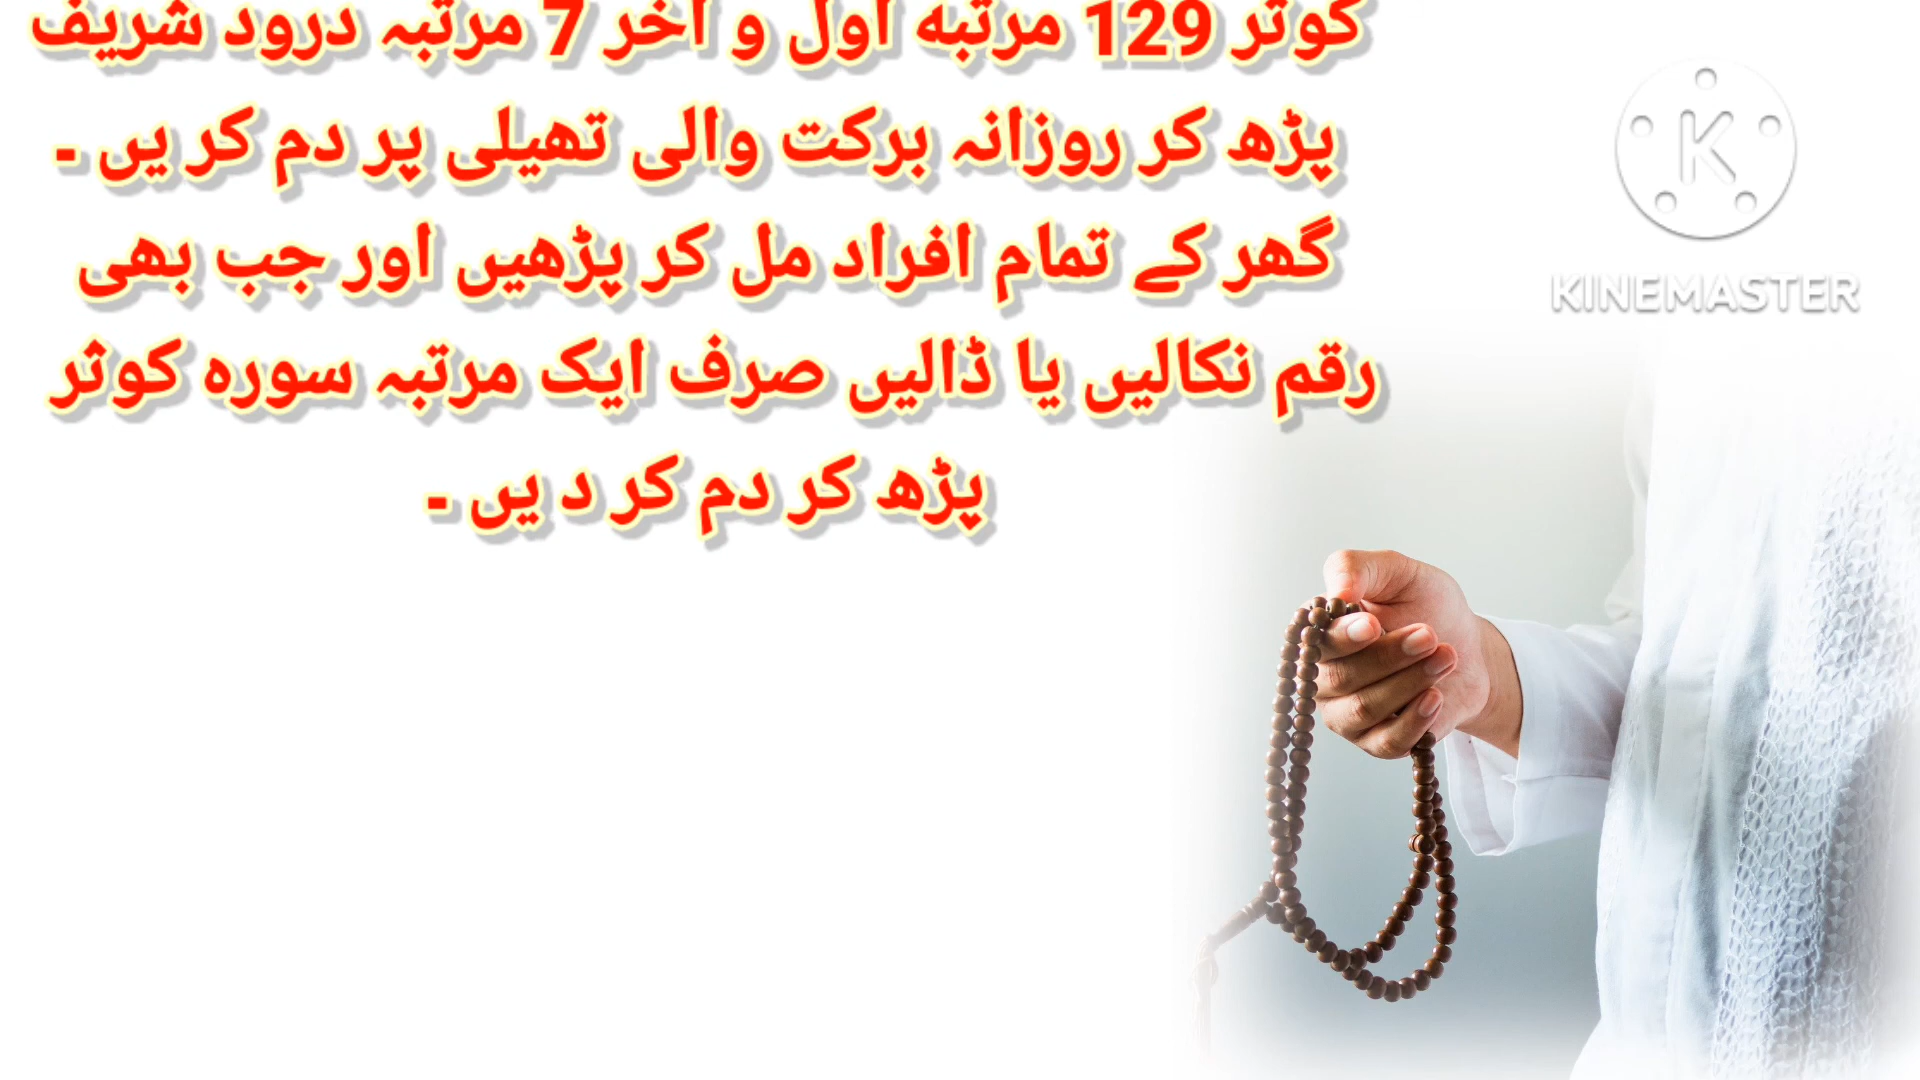 کوثر 129 مرتبه اول و آخر 7 مرتبہ درود شریف
پڑھ کر روزانہ برکت والی تھیلی پر دم کر یں ۔
گھر کے تمام افراد مل کر پڑھیں اور جب بھی
رقم نکالیں یا ڈالیں صرف ایک مرتبہ سورہ کوثر
پڑھ کر دم کر د یں ۔
K
KINEMASTER